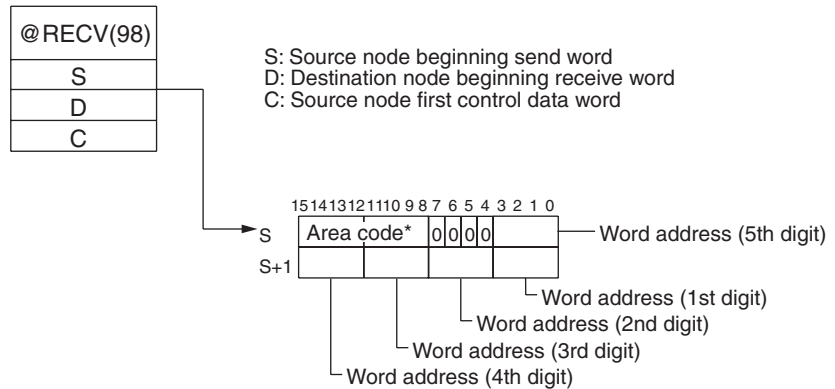 @RECV(98)
S
D
C
S: Source node beginning send word
D: Destination node beginning receive word
C: Source node first control data word
15 14 13 12 11 10 9 8 7 6 5 4 3 2 1 0
S Area code* 0 0 0 0 Word address (5th digit)
S+1
Word address (1st digit)
Word address (2nd digit)
Word address (3rd digit)
Word address (4th digit)